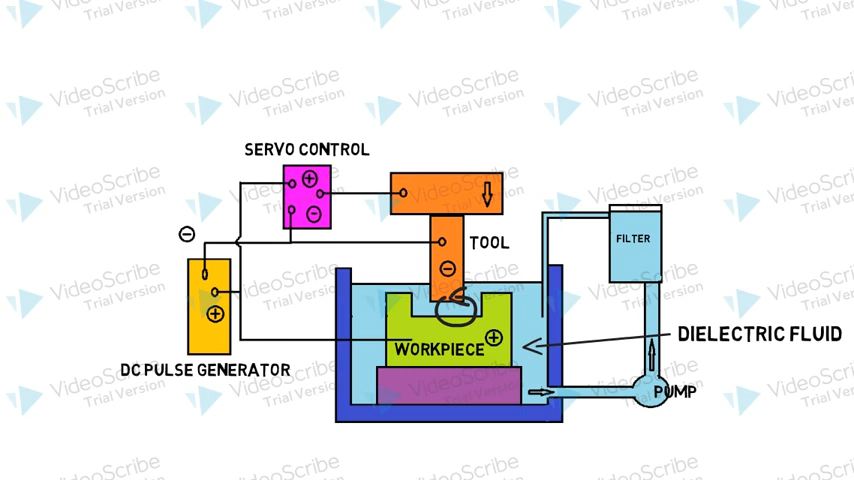 SERVO CONTROL
TOOL
FILTER
DIELECTRIC FLUID
WORKPIECE
DC PULSE GENERATOR
PUMP
VideoScribe
Trial Version